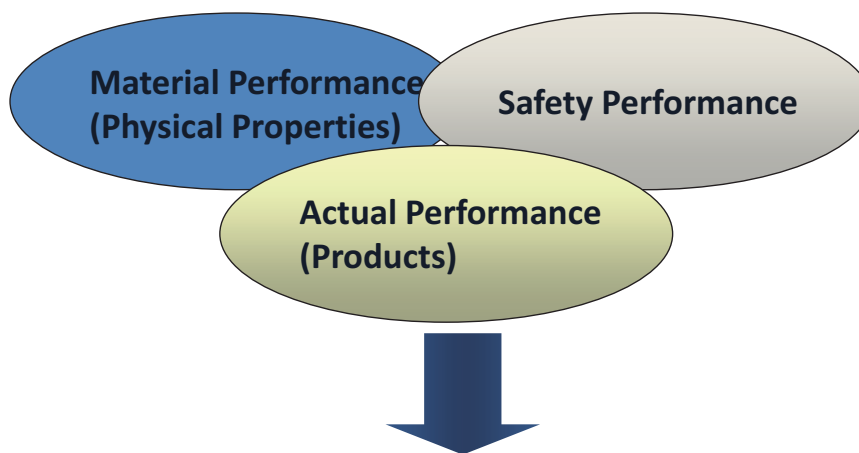 Material Performance
(Physical Properties)
Safety Performance
Actual Performance
(Products)